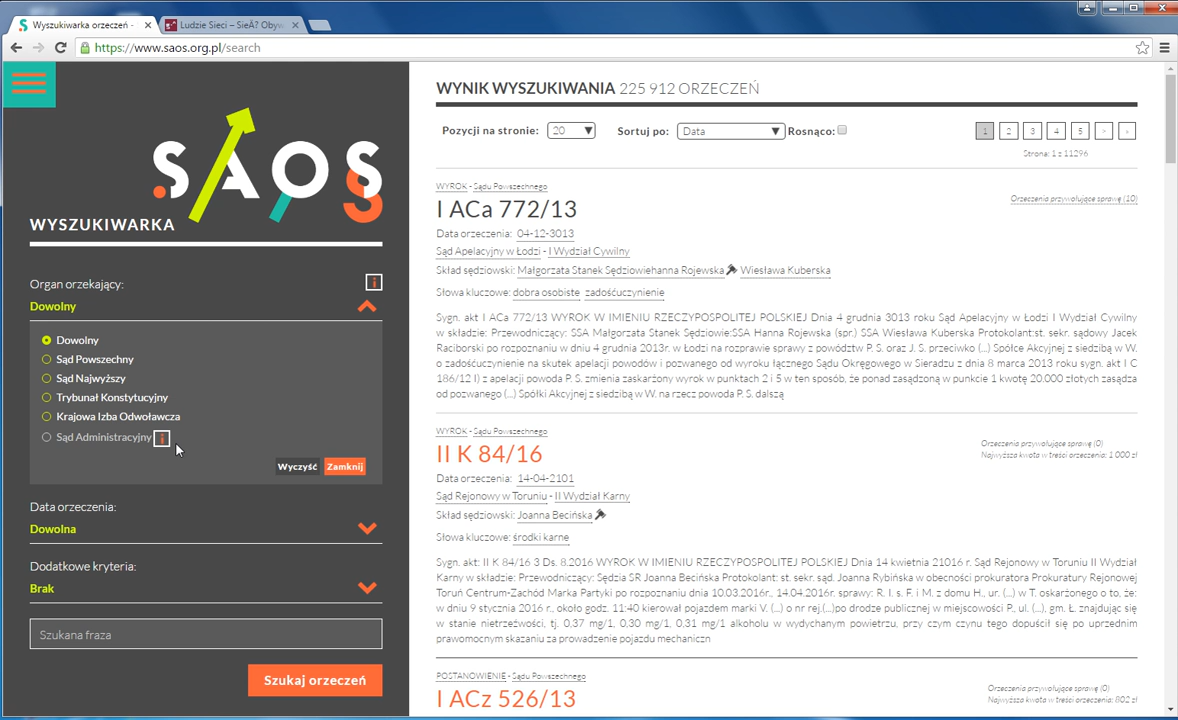 Wyszukiwarka orzeczeń -
Ludzie Sieci – SieÄ? Obyw
https://www.saos.org.pl/search
SAOS
WYSZUKIWARKA
Organ orzekający:
Dowolny
Dowolny
Sąd Powszechny
Sąd Najwyższy
Trybunał Konstytucyjny
Krajowa Izba Odwoławcza
Sąd Administracyjny
Wyczyść Zamknij
Data orzeczenia:
Dowolna
Dodatkowe kryteria:
Brak
Szukana fraza
Szukaj orzeczeń
WYNIK WYSZUKIWANIA 225 912 ORZECZEŃ
Pozycji na stronie: 20 Sortuj po: Data Rosnąco: 1 2 3 4 5 > »
Strona: 1 z 11296
WYROK - Sądu Powszechnego
Orzeczenia przywołujące sprawę (10)
I ACa 772/13
Data orzeczenia: 04-12-3013
Sąd Apelacyjny w Łodzi - I Wydział Cywilny
Skład sędziowski: Małgorzata Stanek Sędziowiehanna Rojewska Wiesława Kuberska
Słowa kluczowe: dobra osobiste zadośćuczynienie
Sygn. akt I ACa 772/13 WYROK W IMIENIU RZECZYPOSPOLITEJ POLSKIEJ Dnia 4 grudnia 3013 roku Sąd Apelacyjny w Łodzi I Wydział Cywilny
w składzie: Przewodniczący: SSA Małgorzata Stanek Sędziowie:SSA Hanna Rojewska (spr.) SSA Wiesława Kuberska Protokolant:st. sekr. sądowy Jacek
Raciborski po rozpoznaniu w dniu 4 grudnia 2013r. w Łodzi na rozprawie sprawy z powództw P. S. oraz J. S. przeciwko (...) Spółce Akcyjnej z siedzibą w W.
o zadośćuczynienie na skutek apelacji powodów i pozwanego od wyroku łącznego Sądu Okręgowego w Sieradzu z dnia 8 marca 2013 roku sygn. akt I C
186/12 I) z apelacji powoda P. S. zmienia zaskarżony wyrok w punktach 2 i 5 w ten sposób, że ponad zasądzoną w punkcie 1 kwotę 20.000 złotych zasądza
od pozwanego (...) Spółki Akcyjnej z siedzibą w W. na rzecz powoda P. S. dalszą
WYROK - Sądu Powszechnego
Orzeczenia przywołujące sprawę (0)
Najwyższa kwota w treści orzeczenia: 1 000 zł
II K 84/16
Data orzeczenia: 14-04-2101
Sąd Rejonowy w Toruniu - II Wydział Karny
Skład sędziowski: Joanna Becińska
Słowa kluczowe: środki karne
Sygn. akt: II K 84/16 3 Ds. 8.2016 WYROK W IMIENIU RZECZYPOSPOLITEJ POLSKIEJ Dnia 14 kwietnia 21016 r. Sąd Rejonowy w Toruniu II Wydział
Karny w składzie: Przewodniczący: Sędzia SR Joanna Becińska Protokolant: st. sekr. sąd. Joanna Rybińska w obecności prokuratora Prokuratury Rejonowej
Toruń Centrum-Zachód Marka Partyki po rozpoznaniu w dniu 10.03.2016r., 14.04.2016r. sprawy: R. I. s. F. i M. z domu H., ur. (...) w T. oskarżonego o to, że:
w dniu 9 stycznia 2016 r., około godz. 11:40 kierował pojazdem marki V. (...) o nr rej.(...)po drodze publicznej w miejscowości P., ul. (...), gm. Ł. znajdując się
w stanie nietrzeźwości, tj. 0,37 mg/1, 0,30 mg/1, 0,31 mg/1 alkoholu w wydychanym powietrzu, przy czym czynu tego dopuścił się po uprzednim
prawomocnym skazaniu za prowadzenie pojazdu mechaniczn
POSTANOWIENIE - Sądu Powszechnego
Orzeczenia przywołujące sprawę (0)
Najwyższa kwota w treści orzeczenia: 802 zł
I ACz 526/13